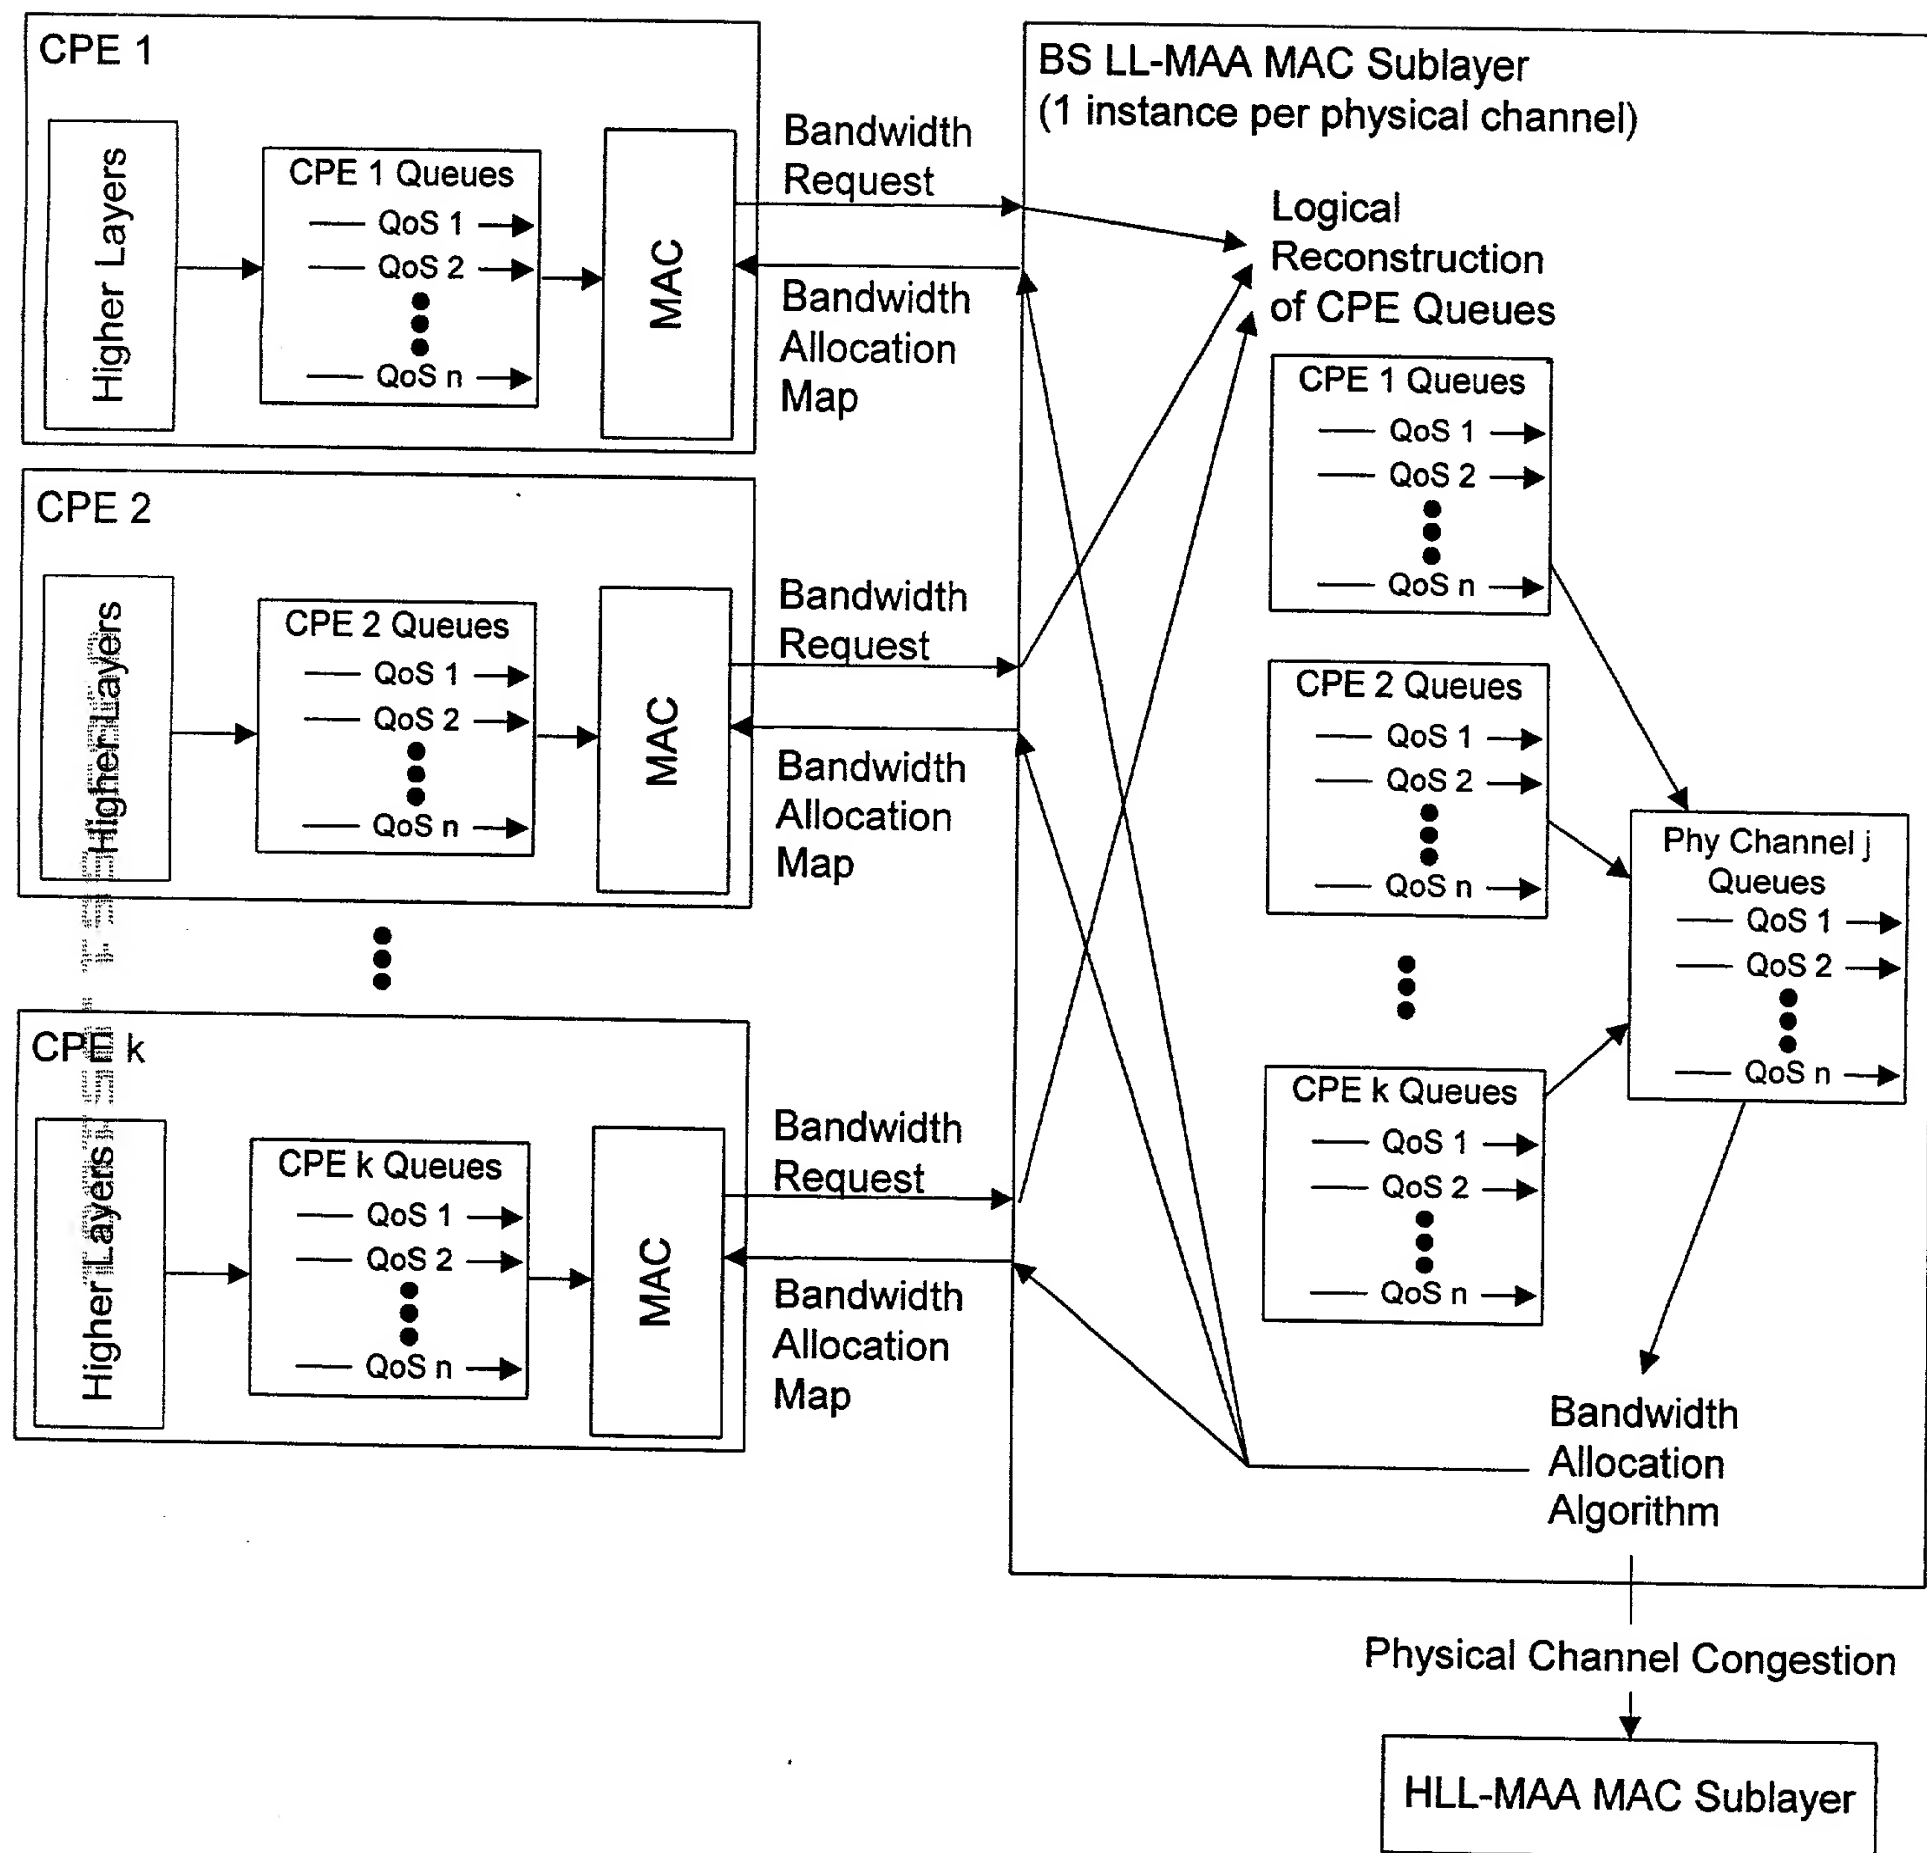 CPE 1
Higher Layers
CPE 1 Queues
QoS 1
QoS 2
QoS n
MAC
Bandwidth
Request
Bandwidth
Allocation
Map
CPE 2
Higher Layers
CPE 2 Queues
QoS 1
QoS 2
QoS n
MAC
Bandwidth
Request
Bandwidth
Allocation
Map
CPE k
Higher Layers
CPE k Queues
QoS 1
QoS 2
QoS n
MAC
Bandwidth
Request
Bandwidth
Allocation
Map
BS LL-MAA MAC Sublayer
(1 instance per physical channel)
Logical
Reconstruction
of CPE Queues
CPE 1 Queues
QoS 1
QoS 2
QoS n
CPE 2 Queues
QoS 1
QoS 2
QoS n
CPE k Queues
QoS 1
QoS 2
QoS n
Phy Channel j
Queues
QoS 1
QoS 2
QoS n
Bandwidth
Allocation
Algorithm
Physical Channel Congestion
HLL-MAA MAC Sublayer